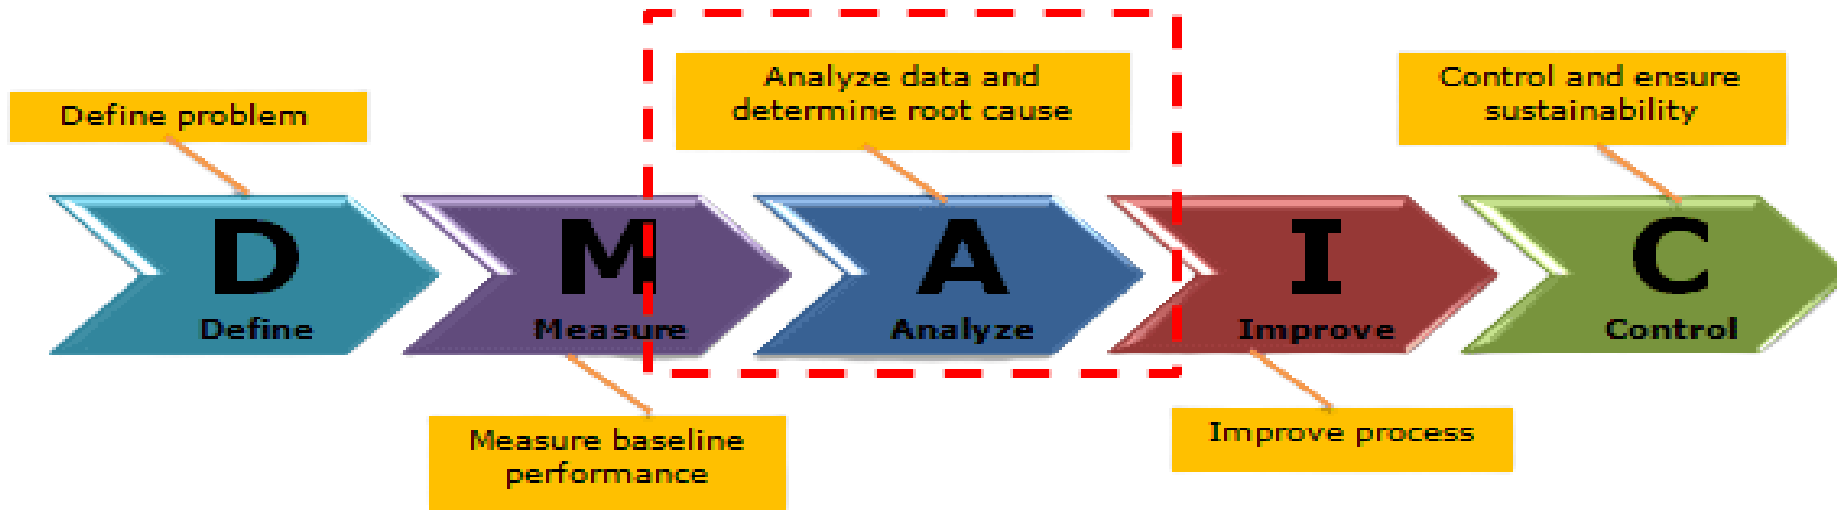 Define problem
Analyze data and
determine root cause
Control and ensure
sustainability
D
Define
M
Measure
A
Analyze
I
Improve
C
Control
Measure baseline
performance
Improve process